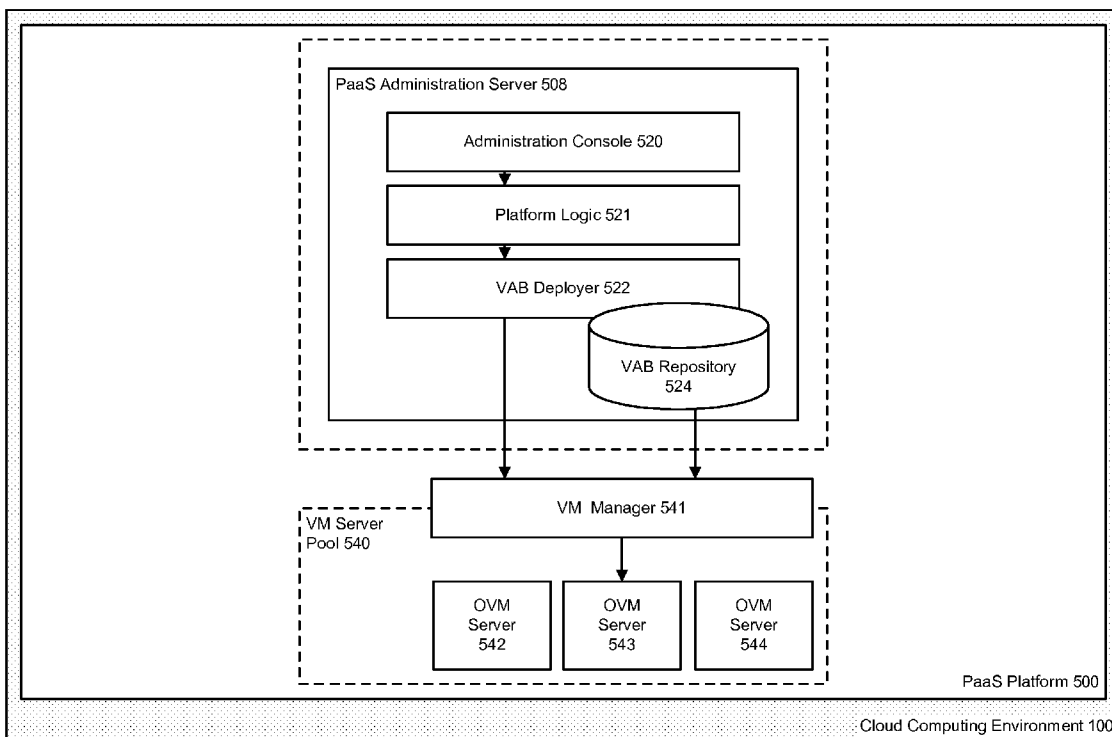 PaaS Administration Server 508
Administration Console 520
Platform Logic 521
VAB Deployer 522
VAB Repository
524
VM Manager 541
VM Server
Pool 540
OVM
Server
542
OVM
Server
543
OVM
Server
544
PaaS Platform 500
Cloud Computing Environment 100